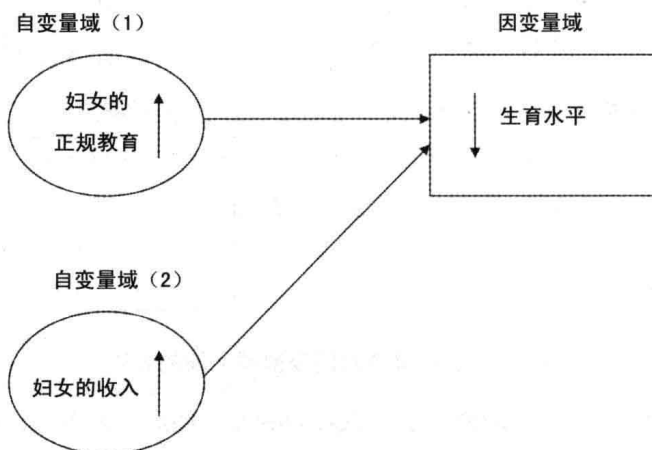 自变量域（1）
因变量域
妇女的
正规教育
生育水平
自变量域（2）
妇女的收入